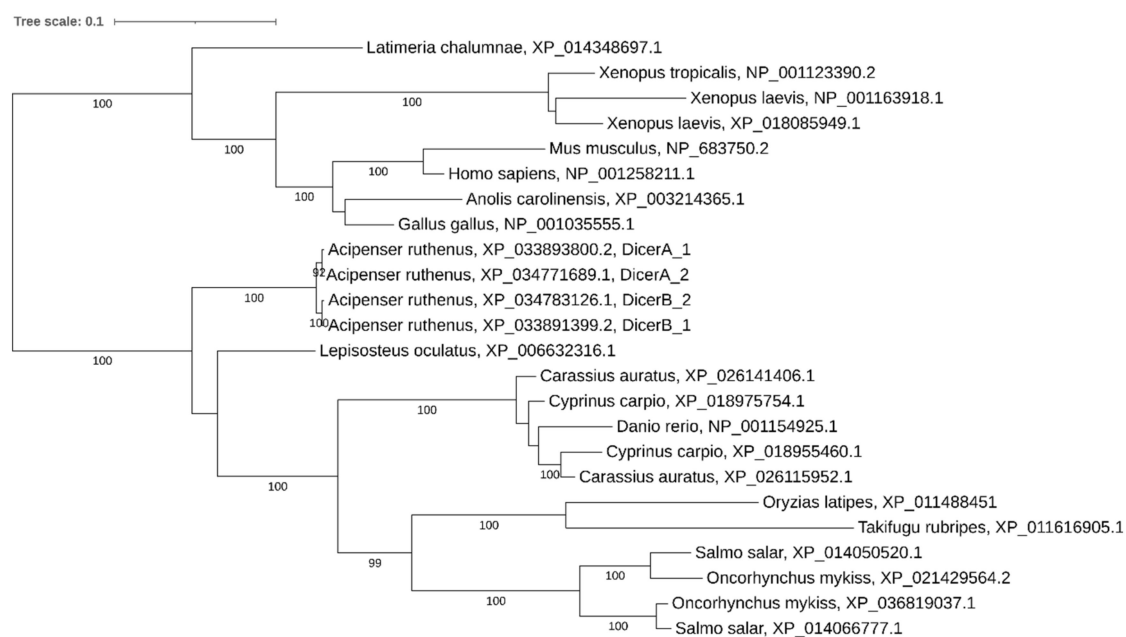 Tree scale: 0.1
Latimeria chalumnae, XP_014348697.1
Xenopus tropicalis, NP_001123390.2
100
100
Xenopus laevis, NP_001163918.1
Xenopus laevis, XP_018085949.1
100
Mus musculus, NP_683750.2
100
Homo sapiens, NP_001258211.1
100
Anolis carolinensis, XP_003214365.1
Gallus gallus, NP_001035555.1
Acipenser ruthenus, XP_033893800.2, DicerA_1
92
Acipenser ruthenus, XP_034771689.1, DicerA_2
100
Acipenser ruthenus, XP_034783126.1, DicerB_2
100
Acipenser ruthenus, XP_033891399.2, DicerB_1
100
Lepisosteus oculatus, XP_006632316.1
Carassius auratus, XP_026141406.1
100
Cyprinus carpio, XP_018975754.1
Danio rerio, NP_001154925.1
Cyprinus carpio, XP_018955460.1
100
Carassius auratus, XP_026115952.1
100
Oryzias latipes, XP_011488451
100
Takifugu rubripes, XP_011616905.1
99
Salmo salar, XP_014050520.1
100
Oncorhynchus mykiss, XP_021429564.2
100
Oncorhynchus mykiss, XP_036819037.1
100
Salmo salar, XP_014066777.1